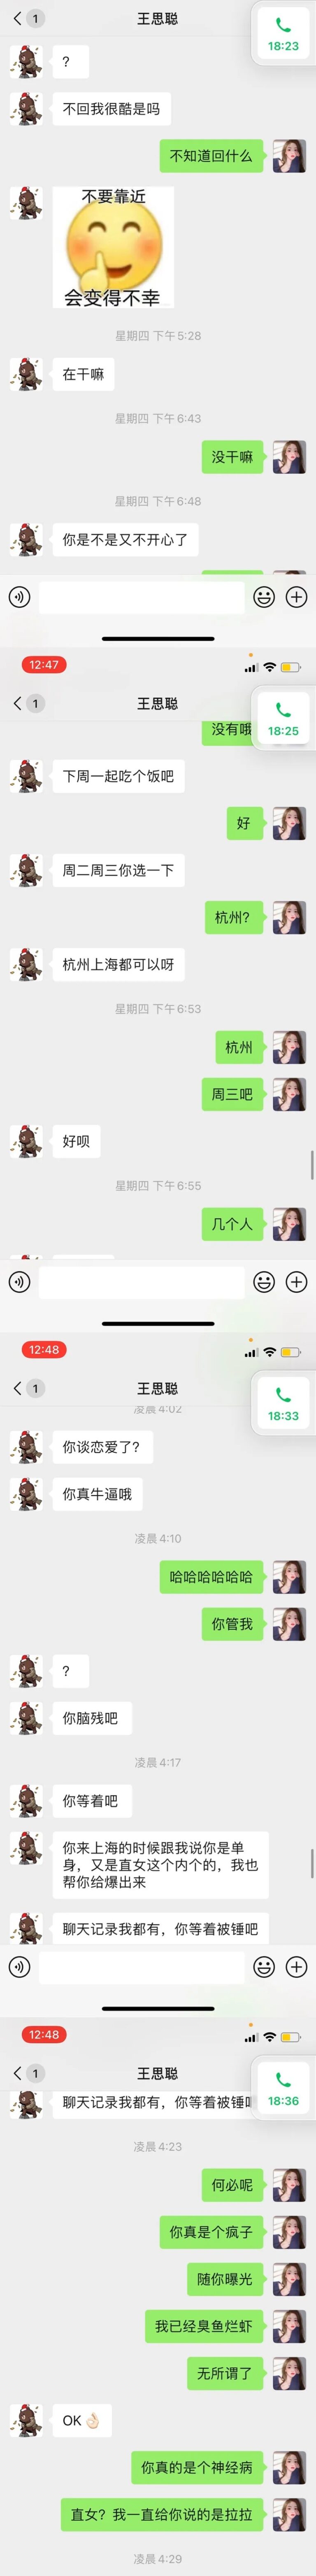 1
王思聪
18:23
?
不回我很酷是吗
不知道回什么
不要靠近
会变得不幸
星期四 下午5:28
在干嘛
星期四 下午6:43
没干嘛
星期四 下午6:48
你是不是又不开心了
12:47
1
王思聪
18:25
没有哦
下周一起吃个饭吧
好
周二周三你选一下
杭州?
杭州上海都可以呀
星期四 下午6:53
杭州
周三吧
好呗
星期四 下午6:55
几个人
12:48
1
王思聪
18:33
凌晨4:02
你谈恋爱了?
你真牛逼哦
凌晨4:10
哈哈哈哈哈哈
你管我
?
你脑残吧
凌晨4:17
你等着吧
你来上海的时候跟我说你是单
身，又是直女这个内个的，我也
帮你给爆出来
聊天记录我都有，你等着被锤吧
12:48
1
王思聪
18:36
聊天记录我都有，你等着被锤吧
凌晨4:23
何必呢
你真是个疯子
随你曝光
我已经臭鱼烂虾
无所谓了
OK👌🏻
你真的是个神经病
直女？我一直给你说的是拉拉
凌晨4:29